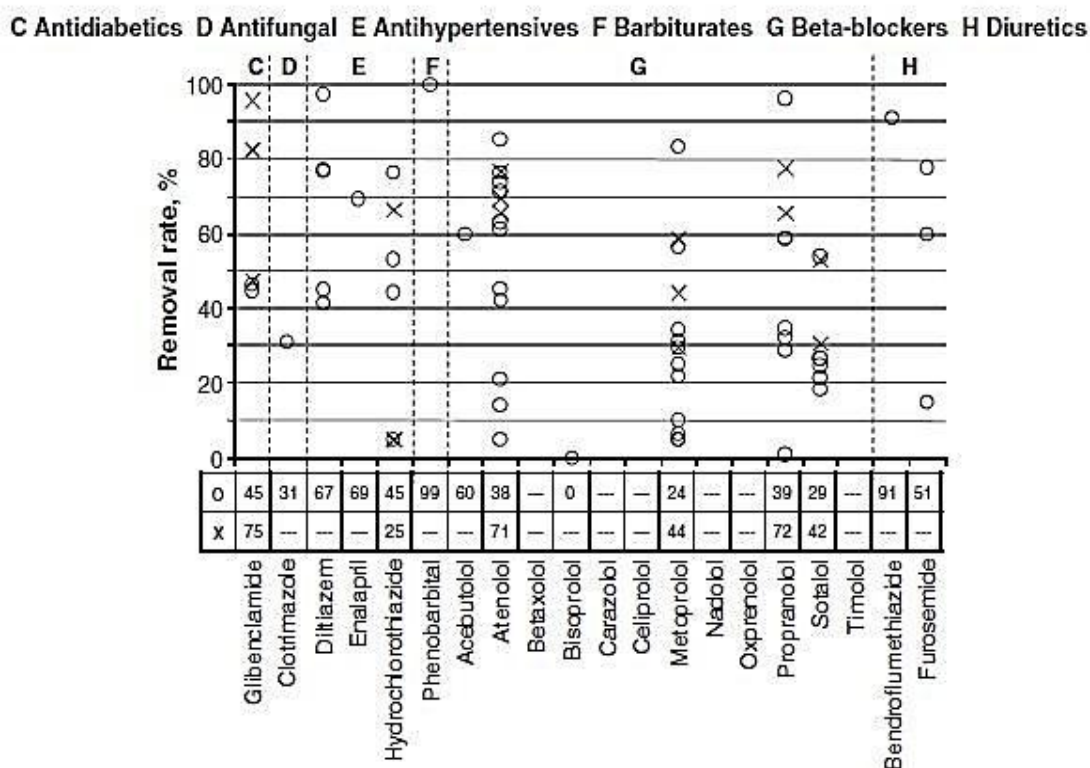 C Antidiabetics D Antifungal E Antihypertensives F Barbiturates G Beta-blockers H Diuretics
C D E F G H
Removal rate, %
100
80
60
40
20
0
O 45 31 67 69 45 99 60 38 --- 0 --- --- 24 --- --- 39 29 --- 91 51
X 75 --- --- --- 25 --- --- 71 --- --- --- --- 44 --- --- 72 42 --- --- ---
Glibenclamide
Clotrimazole
Diltiazem
Enalapril
Hydrochlorothiazide
Phenobarbital
Acebutolol
Atenolol
Betaxolol
Bisoprolol
Carazolol
Celiprolol
Metoprolol
Nadolol
Oxprenolol
Propranolol
Sotalol
Timolol
Bendroflumethiazide
Furosemide